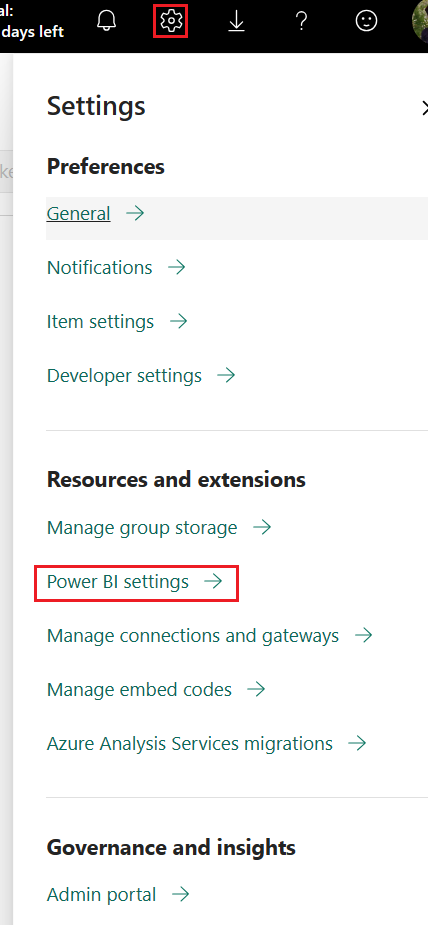 al:
days left
?
Settings
Preferences
General
Notifications
Item settings
Developer settings
Resources and extensions
Manage group storage
Power BI settings
Manage connections and gateways
Manage embed codes
Azure Analysis Services migrations
Governance and insights
Admin portal